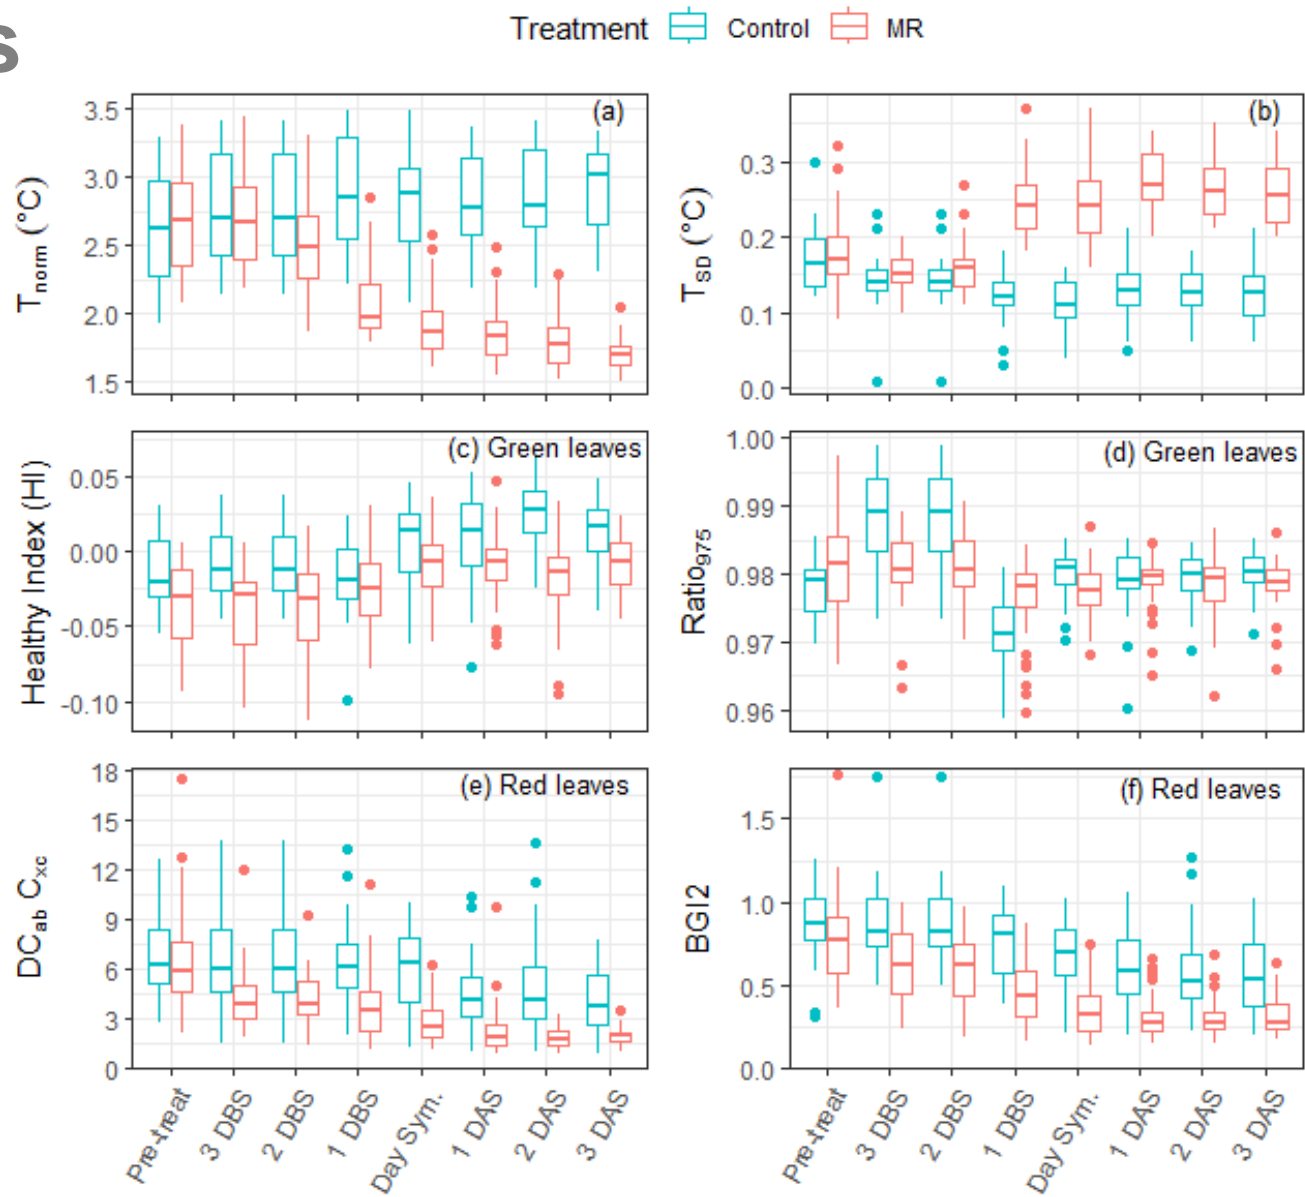 s
Treatment Control MR
(a)
T_norm (°C)
3.5
3.0
2.5
2.0
1.5
(b)
T_SD (°C)
0.3
0.2
0.1
0.0
(c) Green leaves
Healthy Index (HI)
0.05
0.00
-0.05
-0.10
(d) Green leaves
Ratio₉₇₅
1.00
0.99
0.98
0.97
0.96
(e) Red leaves
DC_ab C_xc
18
15
12
9
6
3
0
Pre-treat
3 DBS
2 DBS
1 DBS
Day Sym.
1 DAS
2 DAS
3 DAS
(f) Red leaves
BGI2
1.5
1.0
0.5
0.0
Pre-treat
3 DBS
2 DBS
1 DBS
Day Sym.
1 DAS
2 DAS
3 DAS